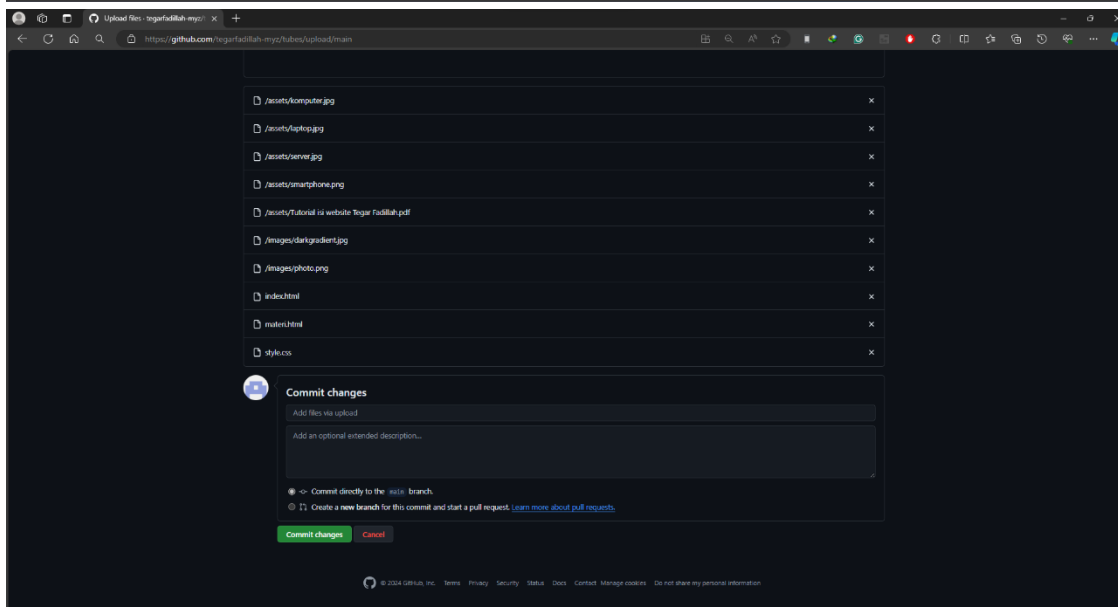 Upload files · tegarfadillah-myz/t
https://github.com/tegarfadillah-myz/tubes/upload/main
/assets/komputer.jpg
/assets/laptop.jpg
/assets/server.jpg
/assets/smartphone.png
/assets/Tutorial isi website Tegar Fadillah.pdf
/images/darkgradient.jpg
/images/photo.png
index.html
materi.html
style.css
Commit changes
Add files via upload
Add an optional extended description...
Commit directly to the main branch.
Create a new branch for this commit and start a pull request. Learn more about pull requests.
Commit changes Cancel
© 2024 GitHub, Inc. Terms Privacy Security Status Docs Contact Manage cookies Do not share my personal information